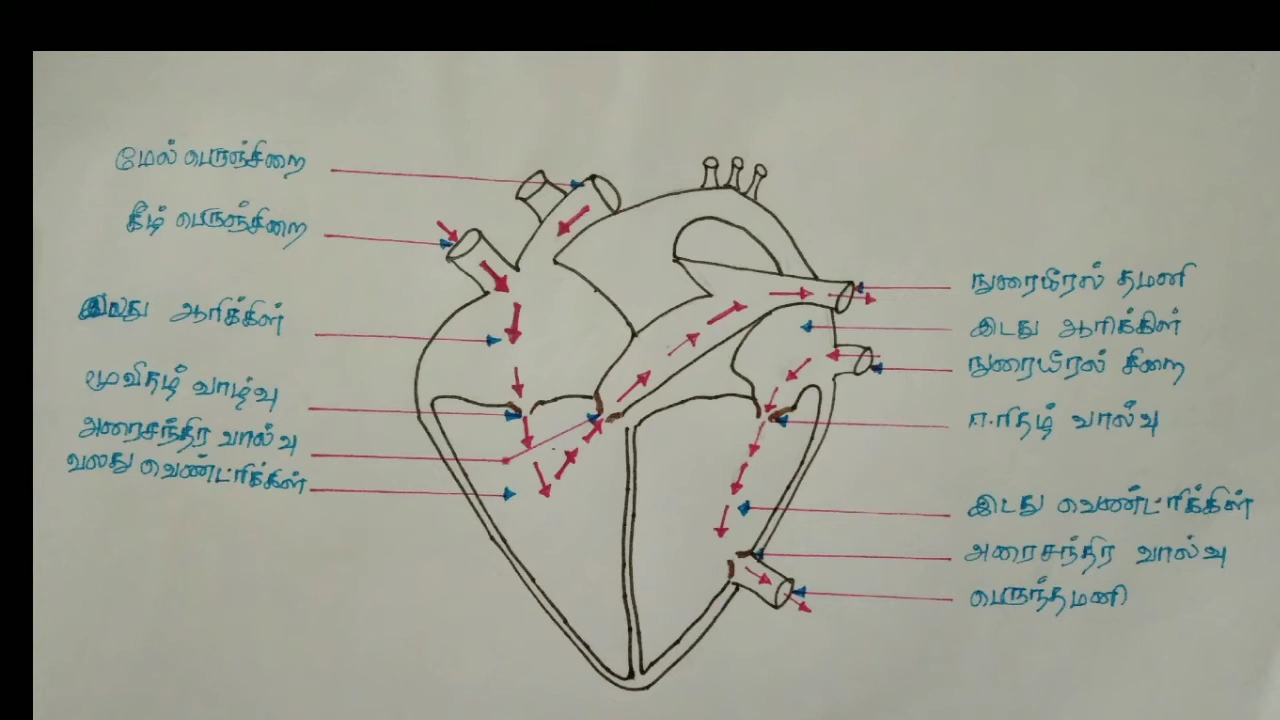 மேல் பெருஞ்சிறை
கீழ் பெருஞ்சிறை
வலது ஆரிக்கிள்
மூவிதழ் வாழ்வு
அரைசந்திர வால்வு
வலது வெண்ட்ரிக்கிள்
நுரையீரல் தமனி
இடது ஆரிக்கிள்
நுரையீரல் சிறை
ஈரிதழ் வால்வு
இடது வெண்ட்ரிக்கிள்
அரைசந்திர வால்வு
பெருந்தமனி